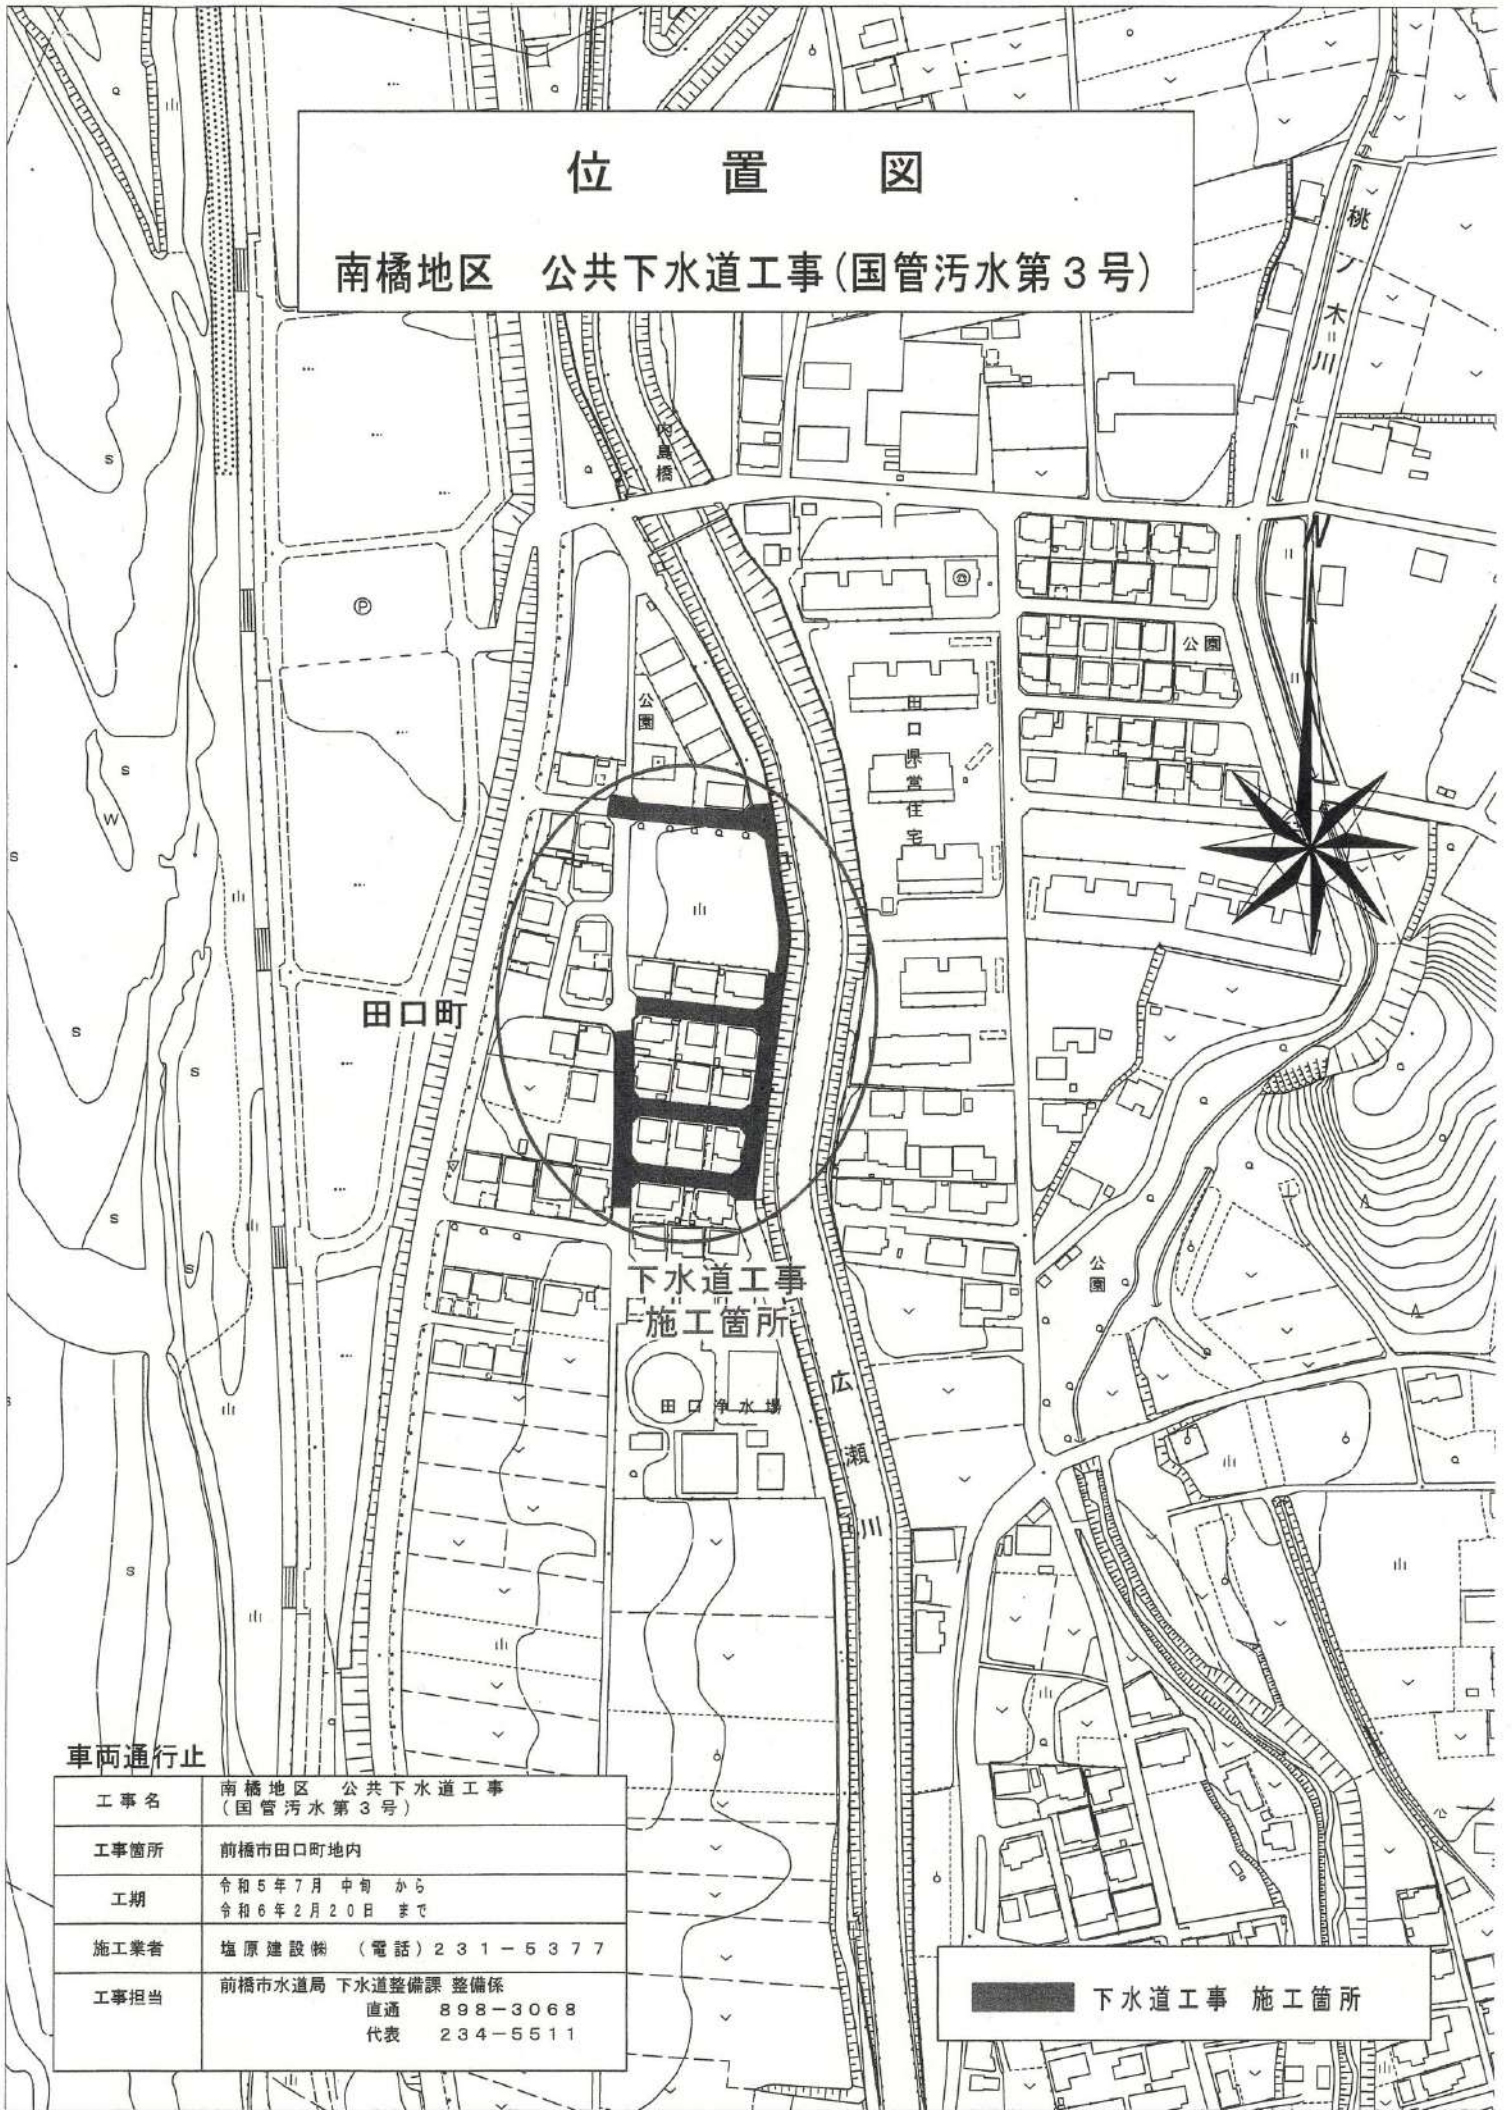 位置図
南橘地区　公共下水道工事(国管汚水第3号)
桃ノ木川
内島橋
Ⓟ
公園
公園
田口県営住宅
田口町
下水道工事
施工箇所
公園
田口浄水場
広瀬川
車両通行止
工事名
南橘地区　公共下水道工事
(国管汚水第3号)
工事箇所
前橋市田口町地内
工期
令和5年7月 中旬 から
令和6年2月20日 まで
施工業者
塩原建設㈱ (電話)231-5377
工事担当
前橋市水道局 下水道整備課 整備係
直通 898-3068
代表 234-5511
下水道工事 施工箇所